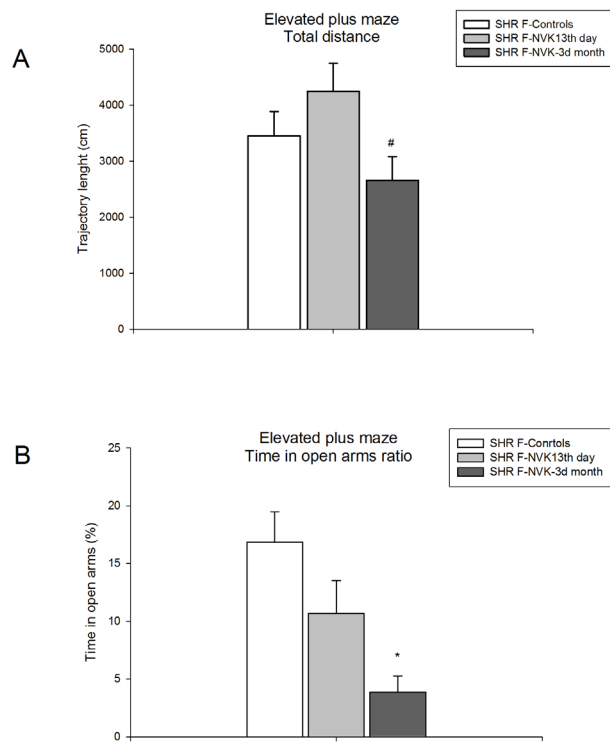 Elevated plus maze
Total distance
SHR F-Controls
SHR F-NVK13th day
SHR F-NVK-3d month
A
5000
4000
3000
2000
1000
0
Trajectory lenght (cm)
#
Elevated plus maze
Time in open arms ratio
SHR F-Conrtols
SHR F-NVK13th day
SHR F-NVK-3d month
B
25
20
15
10
5
0
Time in open arms (%)
*